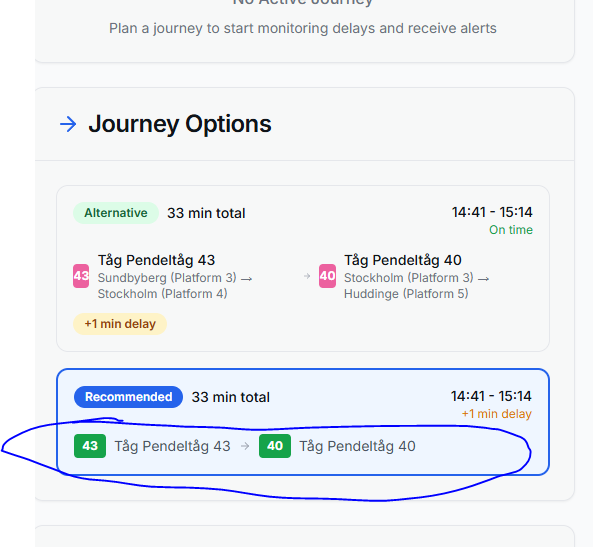 No Active Journey
Plan a journey to start monitoring delays and receive alerts
Journey Options
Alternative 33 min total 14:41 - 15:14
On time
43 Tåg Pendeltåg 43
Sundbyberg (Platform 3) →
Stockholm (Platform 4)
→ 40 Tåg Pendeltåg 40
Stockholm (Platform 3) →
Huddinge (Platform 5)
+1 min delay
Recommended 33 min total 14:41 - 15:14
+1 min delay
43 Tåg Pendeltåg 43 → 40 Tåg Pendeltåg 40